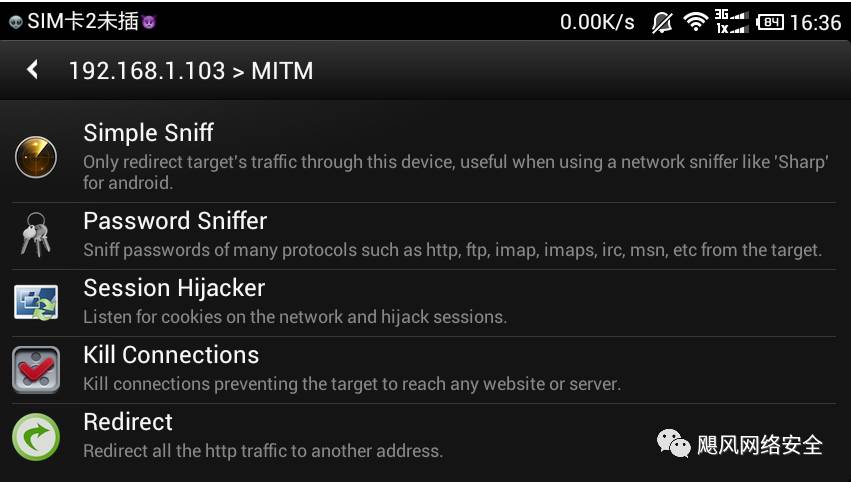 SIM卡2未插 0.00K/s 3G 1x 84 16:36
192.168.1.103 > MITM
Simple Sniff
Only redirect target's traffic through this device, useful when using a network sniffer like 'Sharp'
for android.
Password Sniffer
Sniff passwords of many protocols such as http, ftp, imap, imaps, irc, msn, etc from the target.
Session Hijacker
Listen for cookies on the network and hijack sessions.
Kill Connections
Kill connections preventing the target to reach any website or server.
Redirect
Redirect all the http traffic to another address.
飓风网络安全